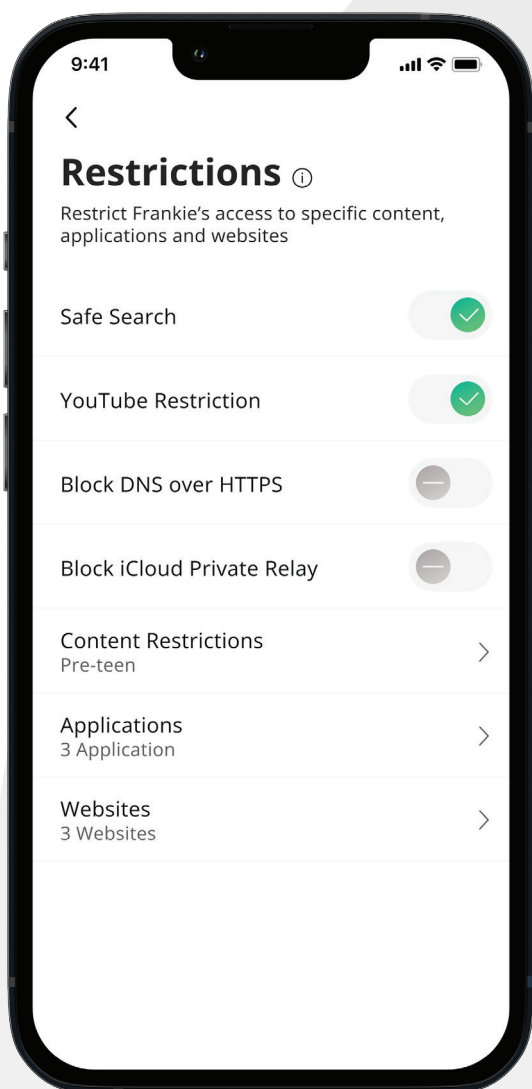 9:41
Restrictions
Restrict Frankie’s access to specific content,
applications and websites
Safe Search
YouTube Restriction
Block DNS over HTTPS
Block iCloud Private Relay
Content Restrictions
Pre-teen
Applications
3 Application
Websites
3 Websites